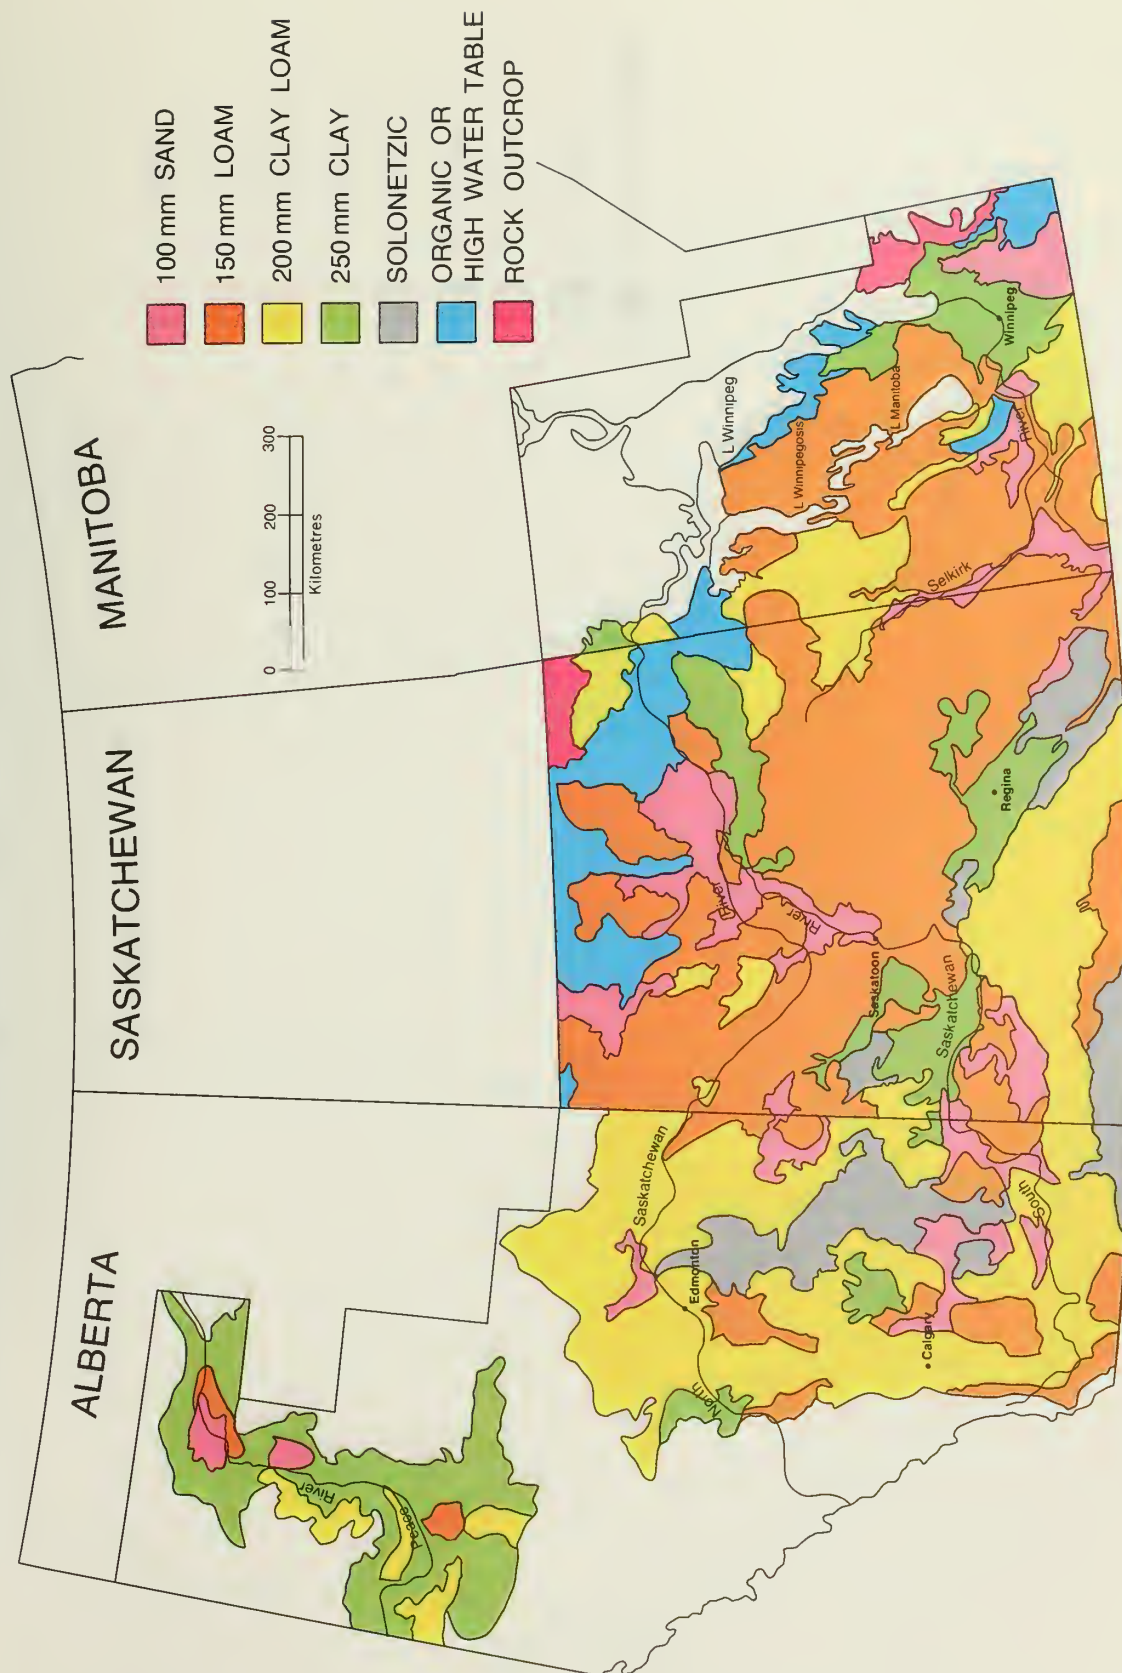 ALBERTA
SASKATCHEWAN
MANITOBA
0 100 200 300
Kilometres
100 mm SAND
150 mm LOAM
200 mm CLAY LOAM
250 mm CLAY
SOLONETZIC
ORGANIC OR
HIGH WATER TABLE
ROCK OUTCROP
River
Peace
North
Saskatchewan
Edmonton
Calgary
South
Saskatchewan
Saskatoon
River
River
Regina
Selkirk
L Winnipegosis
L Winnipeg
L Manitoba
River
Winnipeg